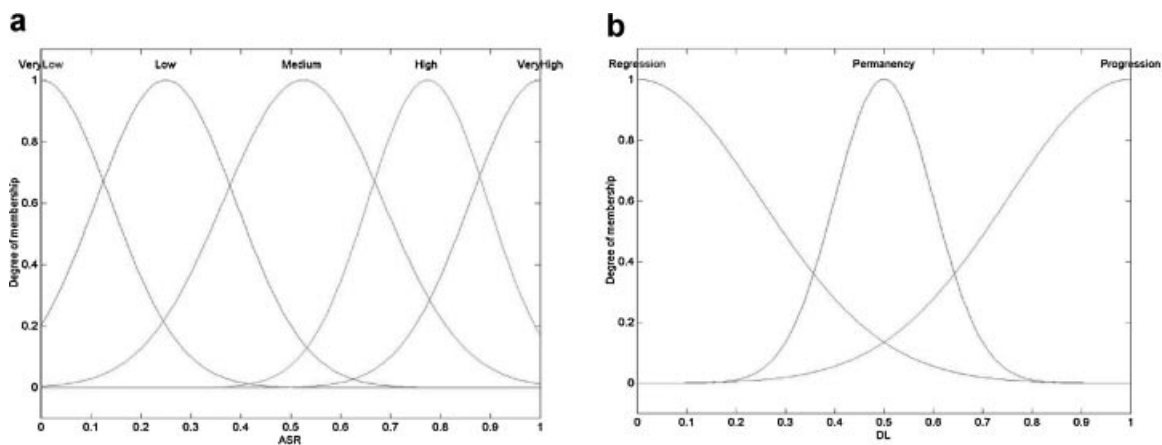 a
VeryLow Low Medium High VeryHigh
1
0.8
0.6
0.4
0.2
0
Degree of membership
0 0.1 0.2 0.3 0.4 0.5 0.6 0.7 0.8 0.9 1
ASR
b
Regression Permanency Progression
1
0.8
0.6
0.4
0.2
0
Degree of membership
0 0.1 0.2 0.3 0.4 0.5 0.6 0.7 0.8 0.9 1
DL